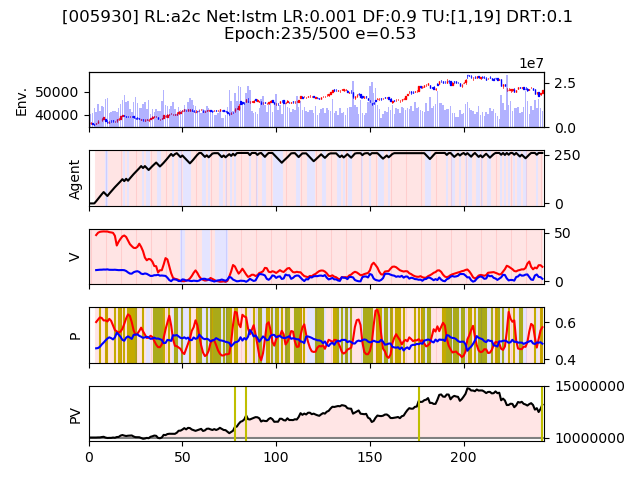 [005930] RL:a2c Net:lstm LR:0.001 DF:0.9 TU:[1,19] DRT:0.1
Epoch:235/500 e=0.53
1e7
Env.
50000
40000
2.5
0.0
Agent
250
0
V
50
0
P
0.6
0.4
PV
15000000
10000000
0 50 100 150 200